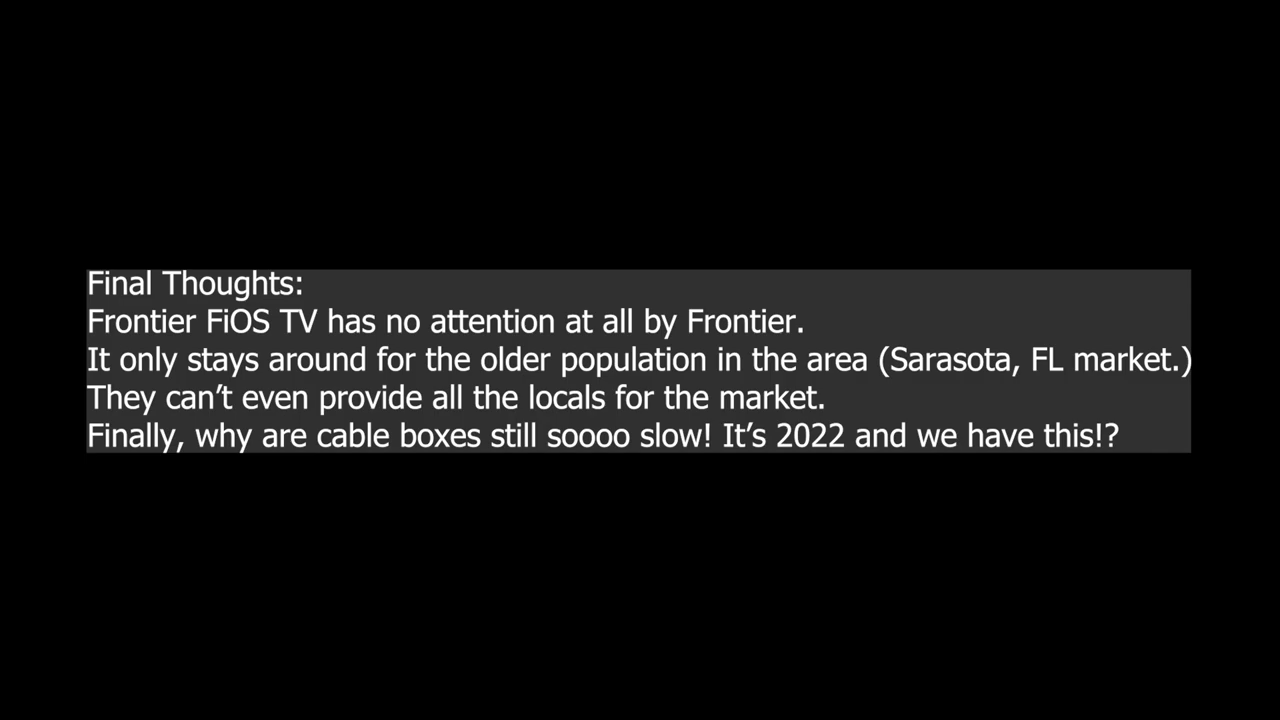 Final Thoughts:
Frontier FiOS TV has no attention at all by Frontier.
It only stays around for the older population in the area (Sarasota, FL market.)
They can’t even provide all the locals for the market.
Finally, why are cable boxes still soooo slow! It’s 2022 and we have this!?